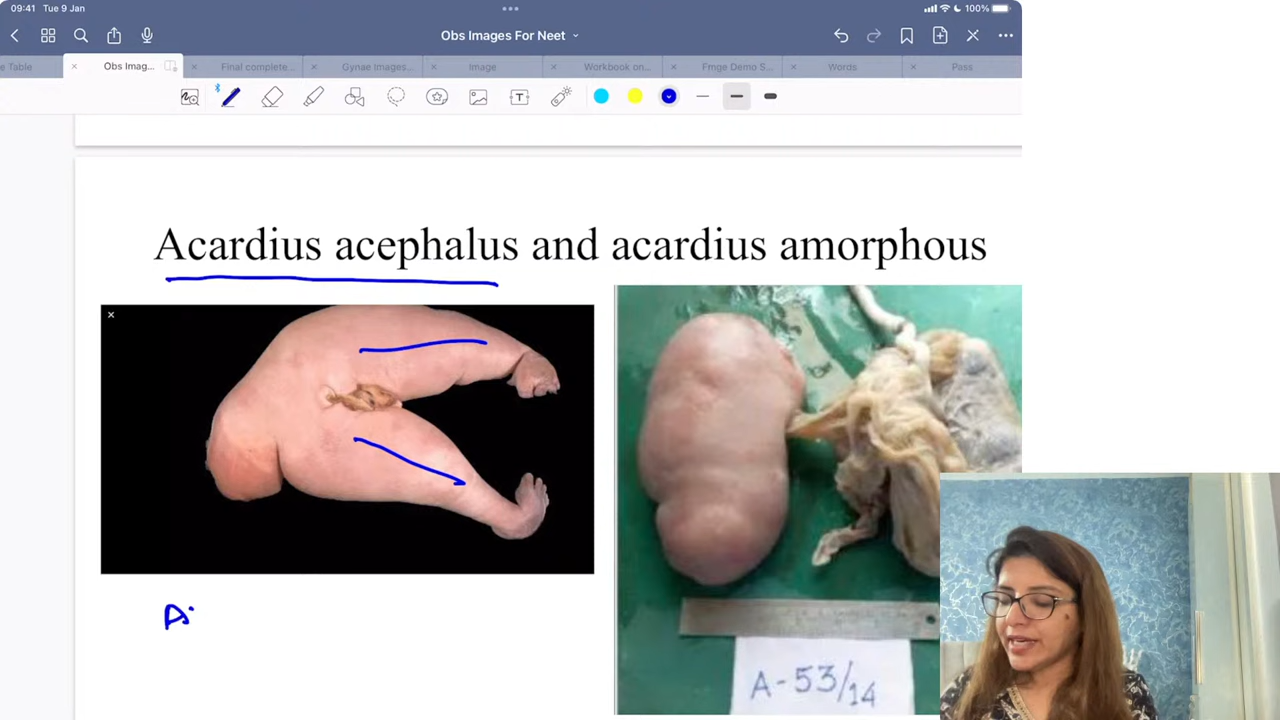 09:41 Tue 9 Jan
100%
Obs Images For Neet
e Table
Obs Imag...
Final complete...
Gynae Images...
Image
Workbook on...
Fmge Demo S...
Words
Pass
Acardius acephalus and acardius amorphous
A
A-53/14